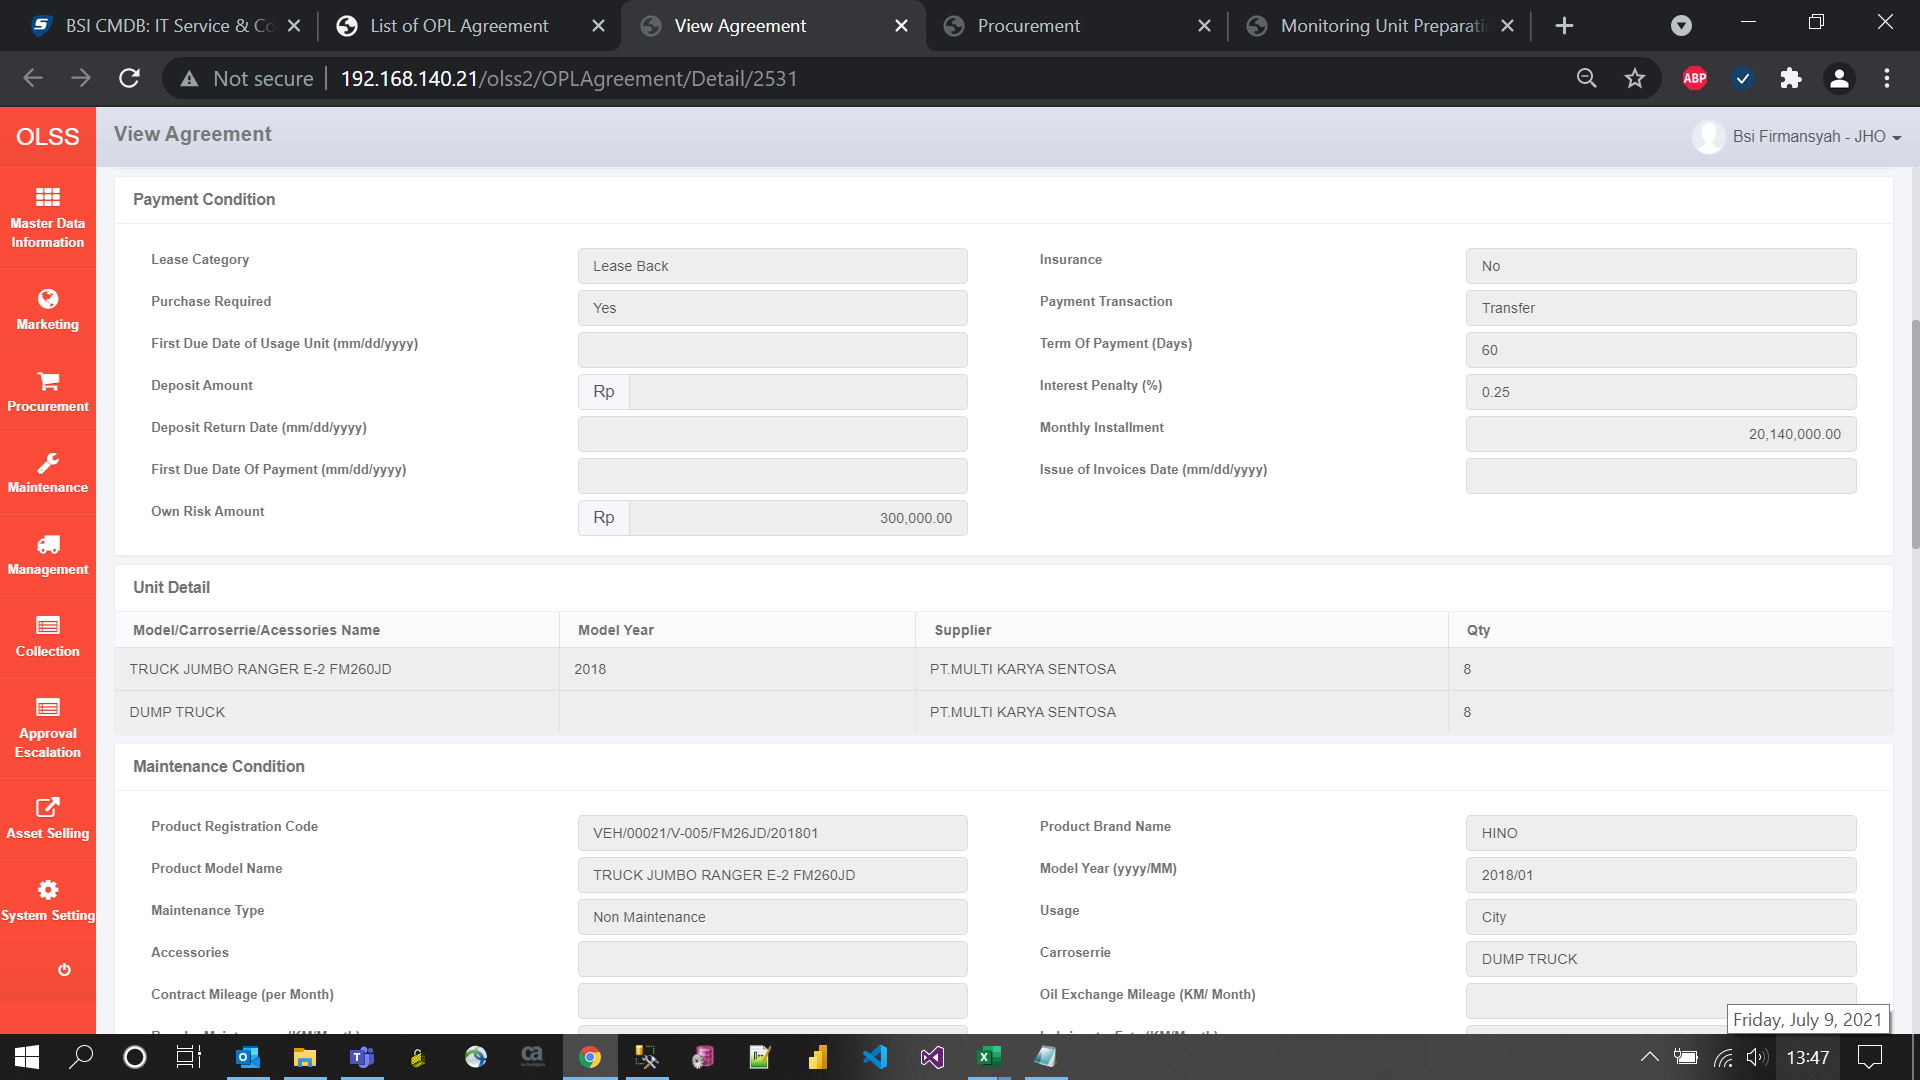 BSI CMDB: IT Service & Co
List of OPL Agreement
View Agreement
Procurement
Monitoring Unit Preparati
Not secure
192.168.140.21/olss2/OPLAgreement/Detail/2531
ABP
OLSS
View Agreement
Bsi Firmansyah - JHO
Master Data
Information
Marketing
Procurement
Maintenance
Management
Collection
Approval
Escalation
Asset Selling
System Setting
Payment Condition
Lease Category
Lease Back
Insurance
No
Purchase Required
Yes
Payment Transaction
Transfer
First Due Date of Usage Unit (mm/dd/yyyy)
Term Of Payment (Days)
60
Deposit Amount
Rp
Interest Penalty (%)
0.25
Deposit Return Date (mm/dd/yyyy)
Monthly Installment
20,140,000.00
First Due Date Of Payment (mm/dd/yyyy)
Issue of Invoices Date (mm/dd/yyyy)
Own Risk Amount
Rp
300,000.00
Unit Detail
Model/Carroserrie/Acessories Name
Model Year
Supplier
Qty
TRUCK JUMBO RANGER E-2 FM260JD
2018
PT.MULTI KARYA SENTOSA
8
DUMP TRUCK
PT.MULTI KARYA SENTOSA
8
Maintenance Condition
Product Registration Code
VEH/00021/V-005/FM26JD/201801
Product Brand Name
HINO
Product Model Name
TRUCK JUMBO RANGER E-2 FM260JD
Model Year (yyyy/MM)
2018/01
Maintenance Type
Non Maintenance
Usage
City
Accessories
Carroserrie
DUMP TRUCK
Contract Mileage (per Month)
Oil Exchange Mileage (KM/ Month)
Friday, July 9, 2021
13:47